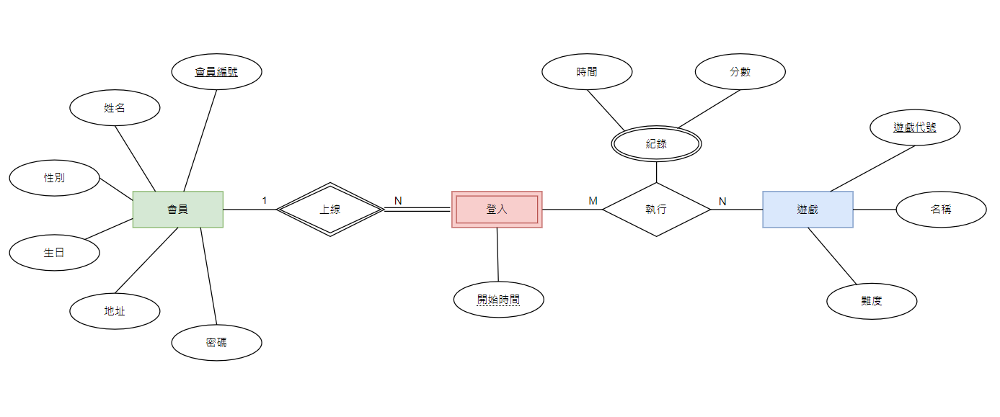 會員編號
姓名
性別
會員
生日
地址
密碼
1
上線
N
登入
開始時間
M
時間
分數
紀錄
執行
N
遊戲代號
遊戲
名稱
難度